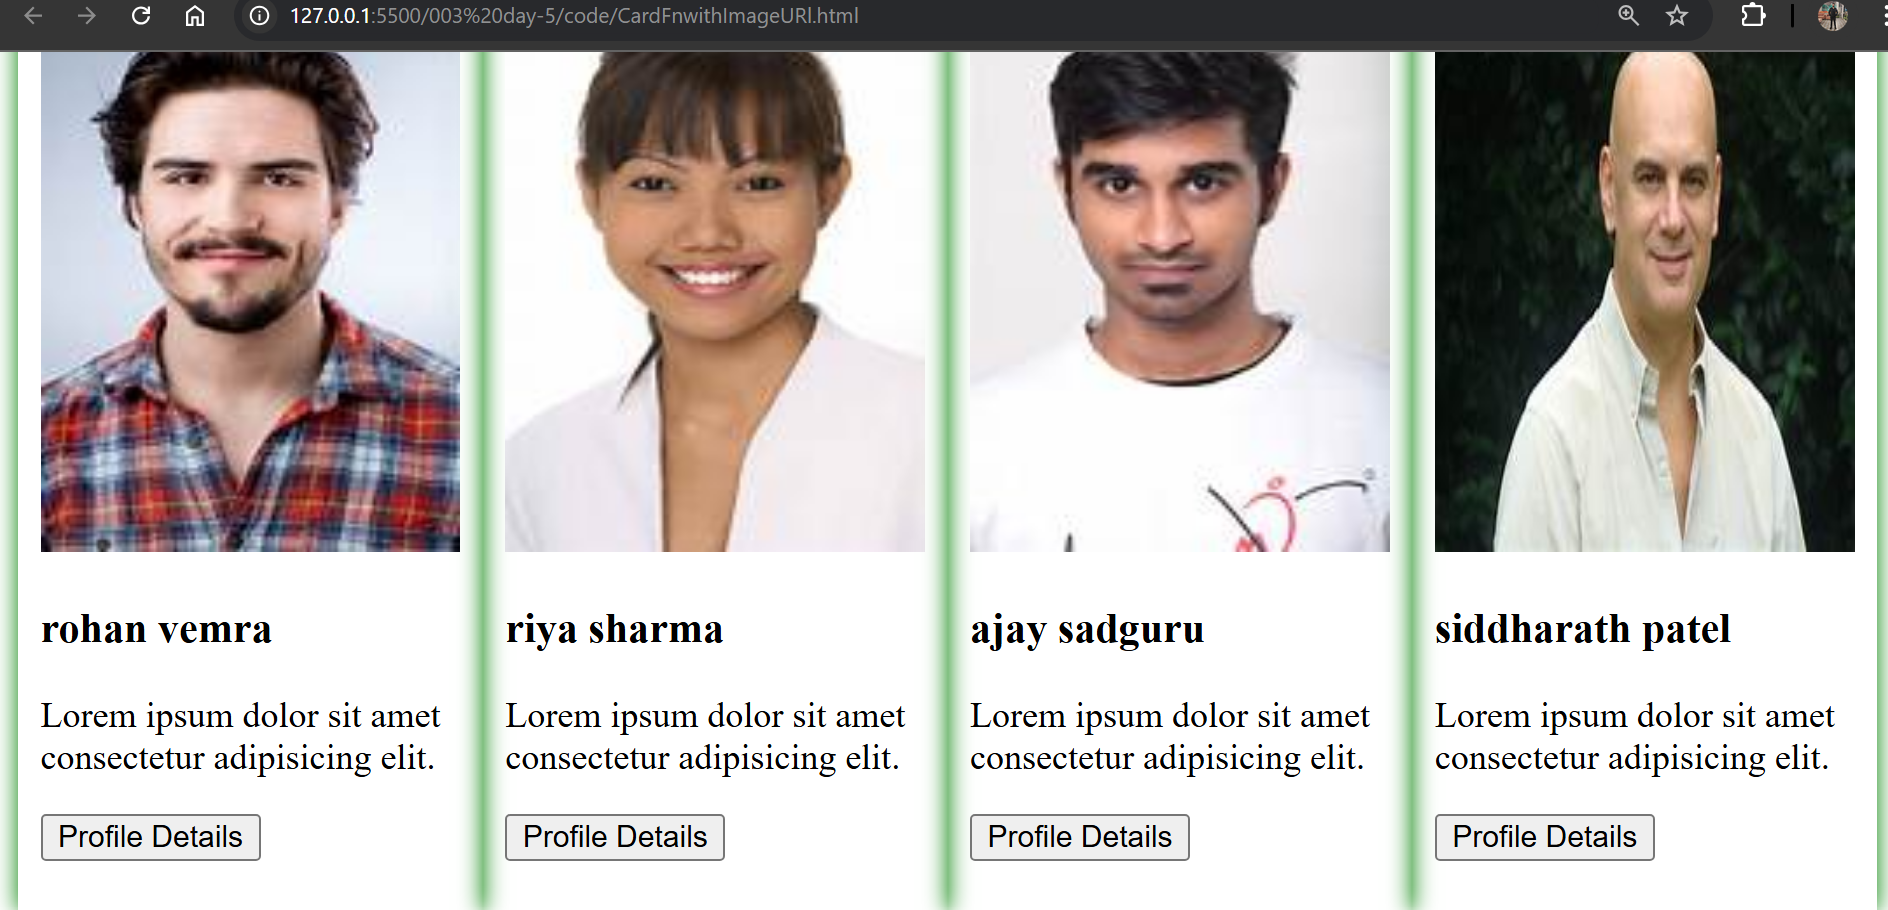 127.0.0.1:5500/003%20day-5/code/CardFnwithImageURl.html
rohan vemra
riya sharma
ajay sadguru
siddharath patel
Lorem ipsum dolor sit amet
consectetur adipisicing elit.
Lorem ipsum dolor sit amet
consectetur adipisicing elit.
Lorem ipsum dolor sit amet
consectetur adipisicing elit.
Lorem ipsum dolor sit amet
consectetur adipisicing elit.
Profile Details
Profile Details
Profile Details
Profile Details